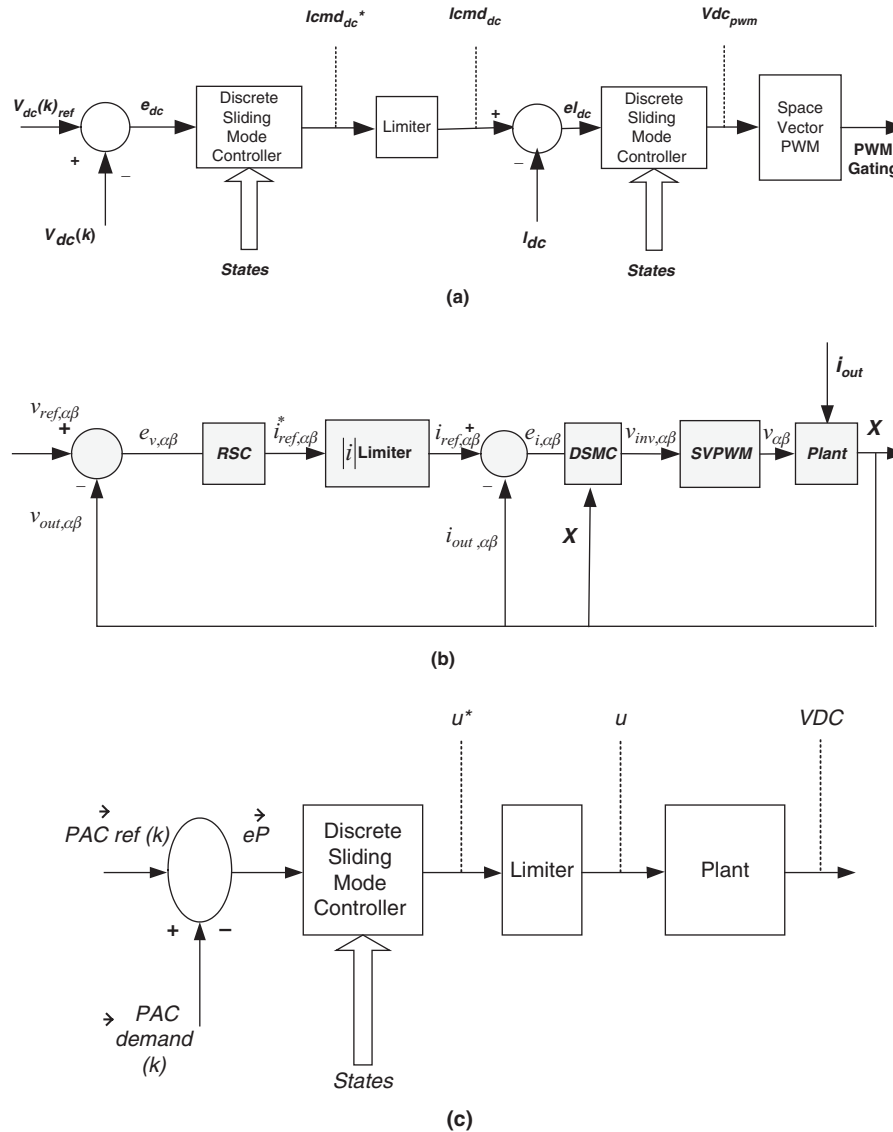 Icmd_dc*
Icmd_dc
Vdc_pwm
V_dc(k)_ref
e_dc
Discrete
Sliding
Mode
Controller
Limiter
+
eI_dc
Discrete
Sliding
Mode
Controller
Space
Vector
PWM
PWM
Gating
+
−
−
V_dc(k)
States
I_dc
States
(a)
i_out
v_ref,αβ
+
e_v,αβ
RSC
i*_ref,αβ
|i| Limiter
i_ref,αβ
+
e_i,αβ
DSMC
v_inv,αβ
SVPWM
v_αβ
Plant
X
−
−
v_out,αβ
i_out,αβ
X
(b)
u*
u
VDC
→
PAC ref (k)
→
eP
Discrete
Sliding
Mode
Controller
Limiter
Plant
+
−
→ PAC
demand
(k)
States
(c)